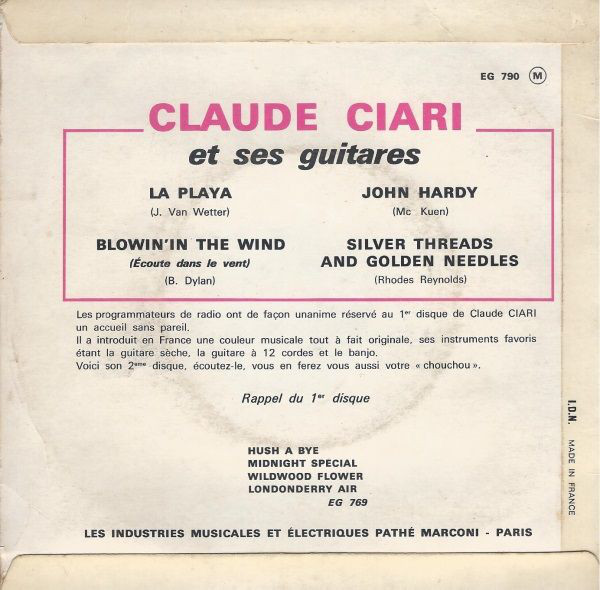 EG 790 M
CLAUDE CIARI
et ses guitares
LA PLAYA
(J. Van Wetter)
JOHN HARDY
(Mc Kuen)
BLOWIN'IN THE WIND
(Écoute dans le vent)
(B. Dylan)
SILVER THREADS
AND GOLDEN NEEDLES
(Rhodes Reynolds)
Les programmateurs de radio ont de façon unanime réservé au 1er disque de Claude CIARI
un accueil sans pareil.
Il a introduit en France une couleur musicale tout à fait originale, ses instruments favoris
étant la guitare sèche, la guitare à 12 cordes et le banjo.
Voici son 2eme disque, écoutez-le, vous en ferez vous aussi votre « chouchou ».
Rappel du 1er disque
HUSH A BYE
MIDNIGHT SPECIAL
WILDWOOD FLOWER
LONDONDERRY AIR
EG 769
LES INDUSTRIES MUSICALES ET ÉLECTRIQUES PATHÉ MARCONI - PARIS
I.D.N. MADE IN FRANCE